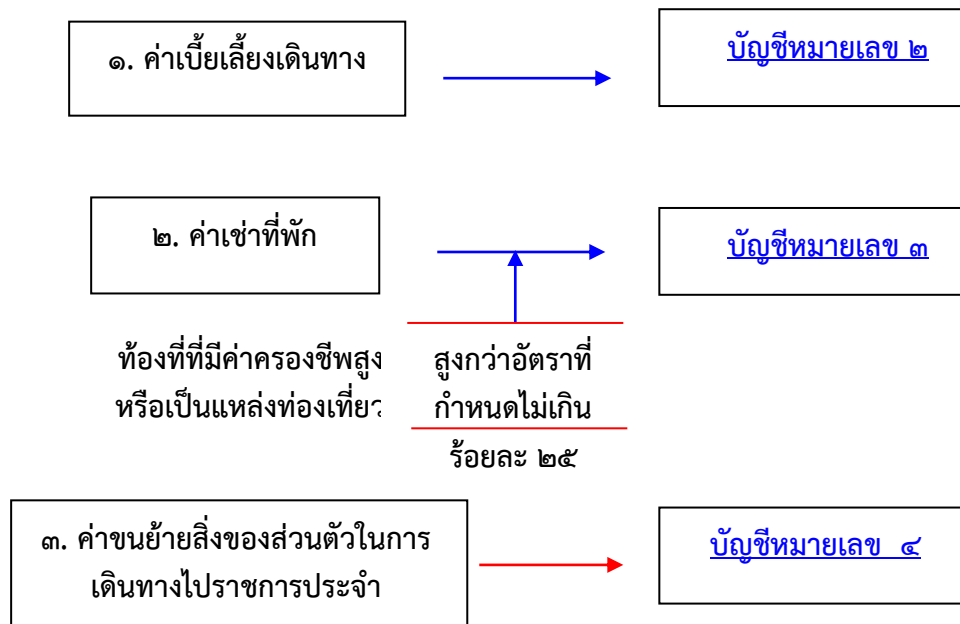 ๑. ค่าเบี้ยเลี้ยงเดินทาง
บัญชีหมายเลข ๒
๒. ค่าเช่าที่พัก
บัญชีหมายเลข ๓
ท้องที่ที่มีค่าครองชีพสูง
หรือเป็นแหล่งท่องเที่ยว
สูงกว่าอัตราที่
กำหนดไม่เกิน
ร้อยละ ๒๕
๓. ค่าขนย้ายสิ่งของส่วนตัวในการ
เดินทางไปราชการประจำ
บัญชีหมายเลข ๔